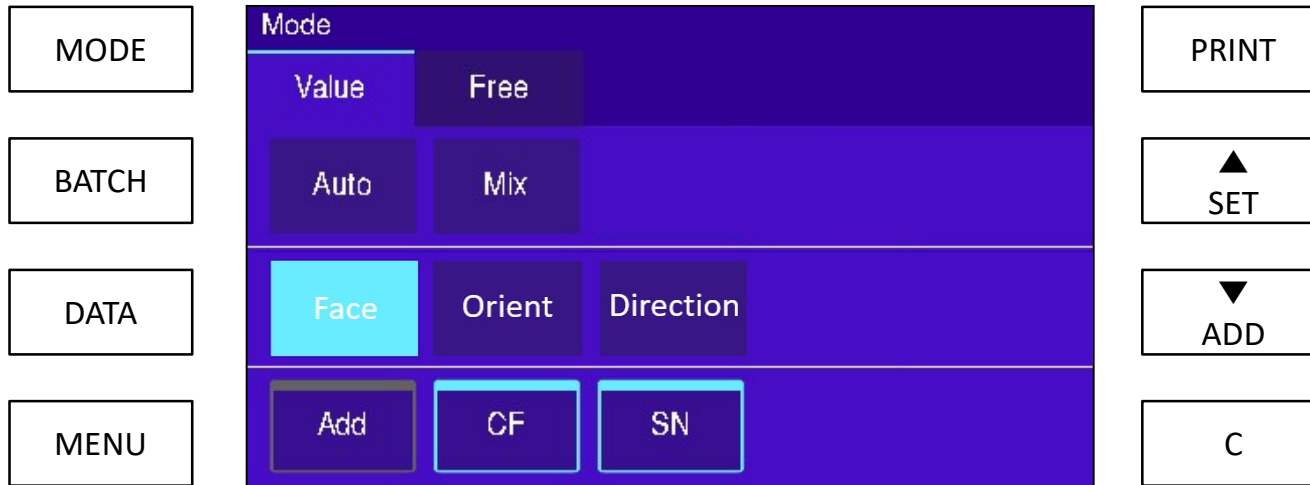 MODE
BATCH
DATA
MENU
Mode
Value Free
Auto Mix
Face Orient Direction
Add CF SN
PRINT
▲
SET
▼
ADD
C